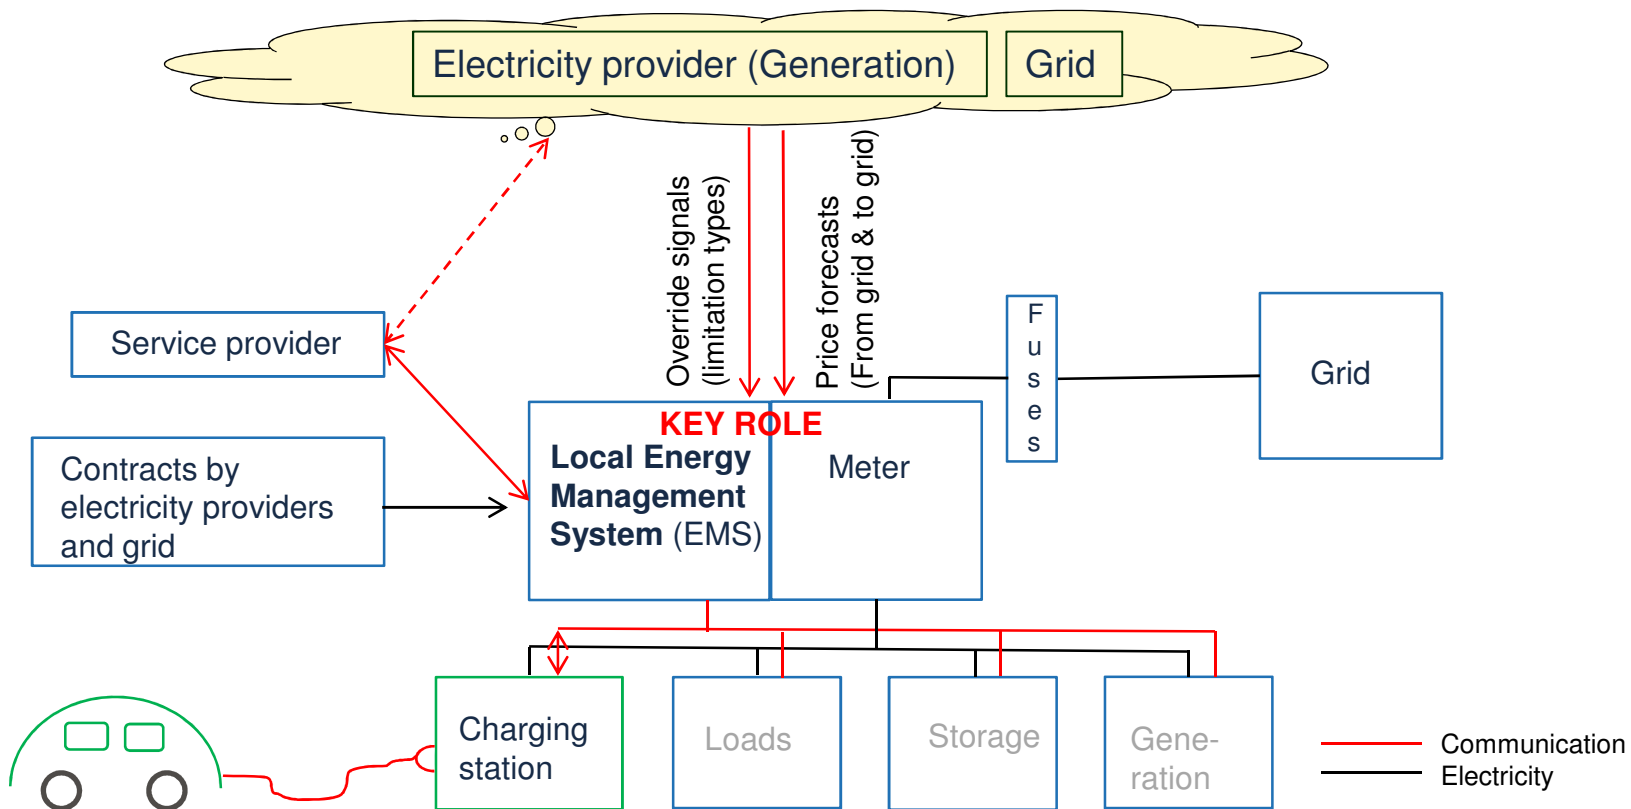 Electricity provider (Generation)
Grid
Override signals
(limitation types)
Price forecasts
(From grid & to grid)
Service provider
F
u
s
e
s
Grid
KEY ROLE
Local Energy
Management
System (EMS)
Meter
Contracts by
electricity providers
and grid
Charging
station
Loads
Storage
Gene-
ration
Communication
Electricity